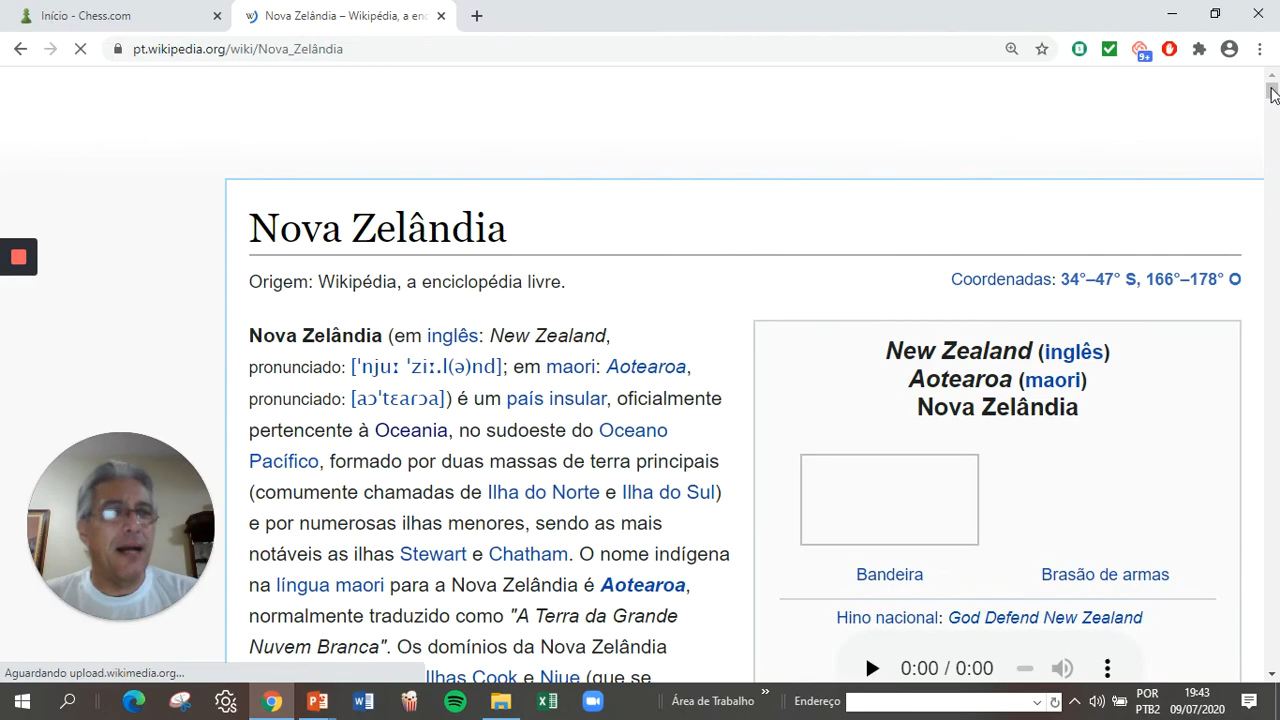 Início - Chess.com
Nova Zelândia – Wikipédia, a enc
pt.wikipedia.org/wiki/Nova_Zelândia
9+
Nova Zelândia
Origem: Wikipédia, a enciclopédia livre.
Coordenadas: 34°–47° S, 166°–178° O
Nova Zelândia (em inglês: New Zealand,
pronunciado: [ˈnjuː ˈziː.l(ə)nd]; em maori: Aotearoa,
pronunciado: [aɔˈtɛaɾɔa]) é um país insular, oficialmente
pertencente à Oceania, no sudoeste do Oceano
Pacífico, formado por duas massas de terra principais
(comumente chamadas de Ilha do Norte e Ilha do Sul)
e por numerosas ilhas menores, sendo as mais
notáveis as ilhas Stewart e Chatham. O nome indígena
na língua maori para a Nova Zelândia é Aotearoa,
normalmente traduzido como "A Terra da Grande
Nuvem Branca". Os domínios da Nova Zelândia
Ilhas Cook e Niue (que se
New Zealand (inglês)
Aotearoa (maori)
Nova Zelândia
Bandeira
Brasão de armas
Hino nacional: God Defend New Zealand
0:00 / 0:00
Aguardando upload.wikimedia.org...
Área de Trabalho
Endereço
POR
PTB2
19:43
09/07/2020